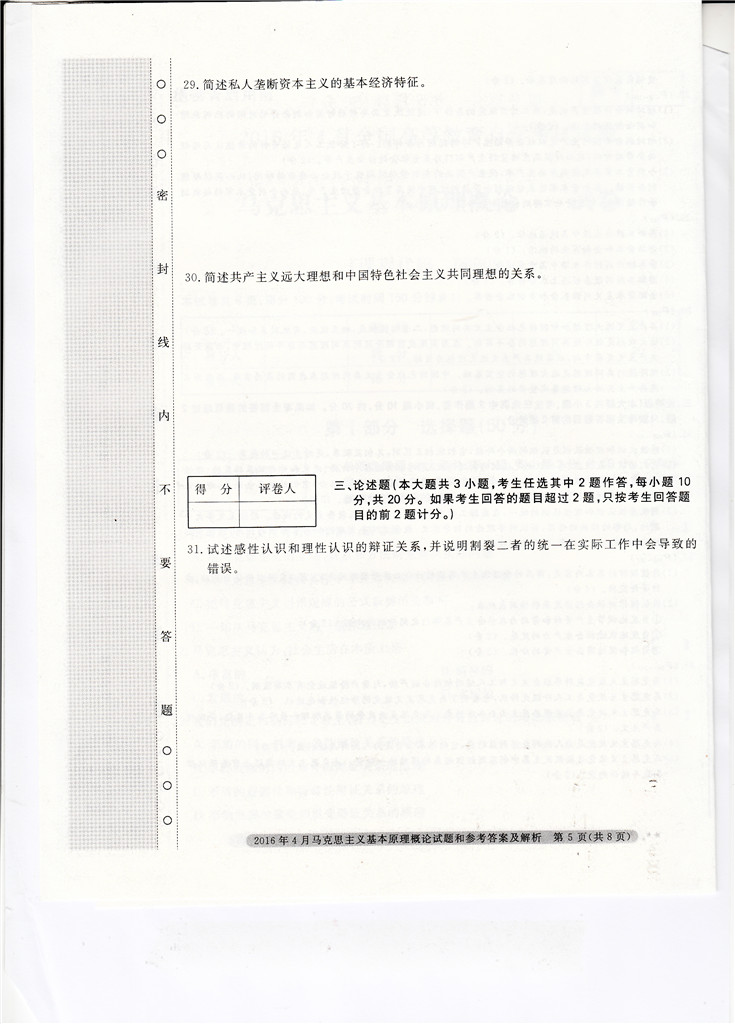 29.简述私人垄断资本主义的基本经济特征。
30.简述共产主义远大理想和中国特色社会主义共同理想的关系。
得 分 评卷人
三、论述题(本大题共3小题,考生任选其中2题作答,每小题10
分,共20分。如果考生回答的题目超过2题,只按考生回答题
目的前2题计分。)
31.试述感性认识和理性认识的辩证关系,并说明割裂二者的统一在实际工作中会导致的
错误。
密
封
线
内
不
要
答
题
2016年4月马克思主义基本原理概论试题和参考答案及解析 第5页(共8页)